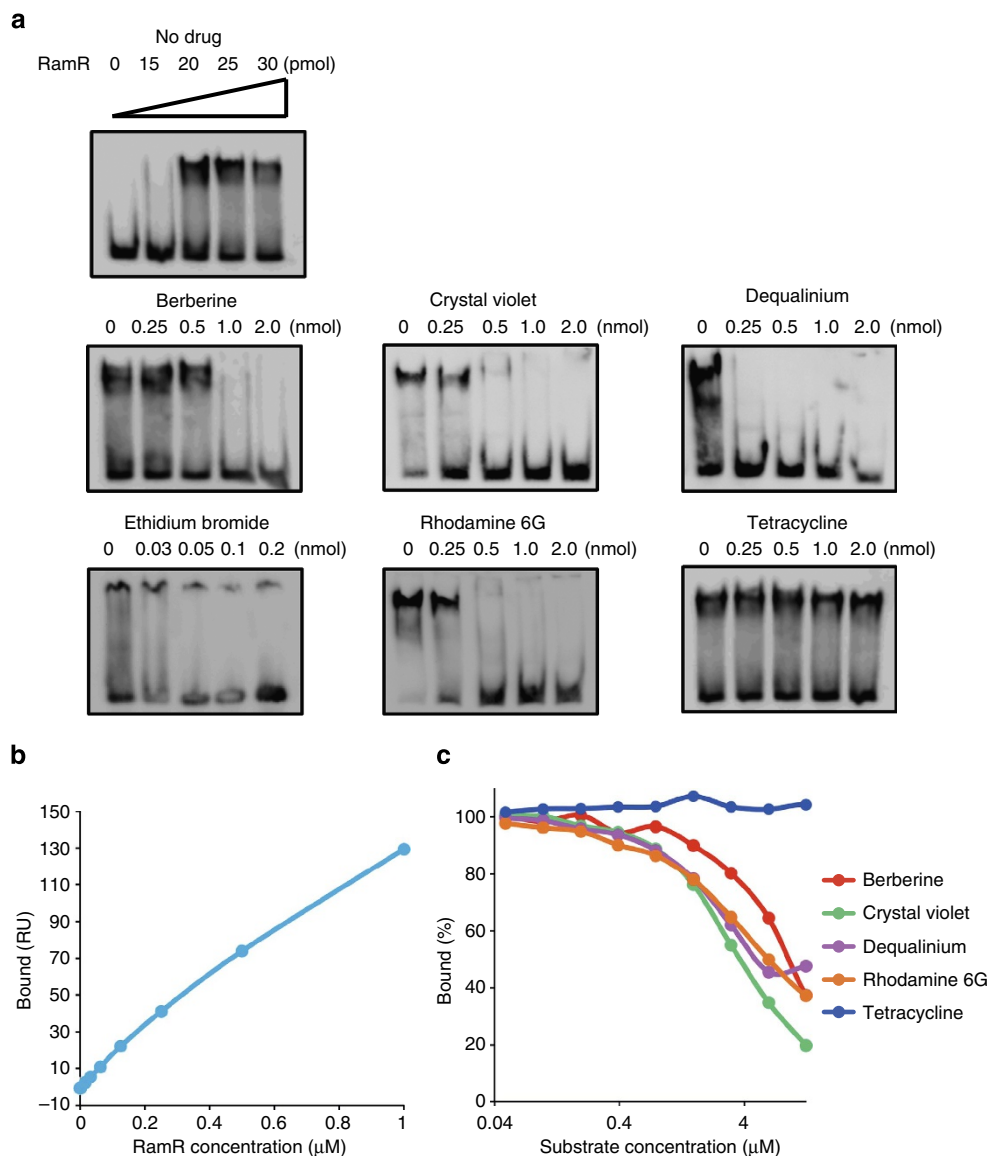 a
No drug
RamR 0 15 20 25 30 (pmol)
Berberine
0 0.25 0.5 1.0 2.0 (nmol)
Crystal violet
0 0.25 0.5 1.0 2.0 (nmol)
Dequalinium
0 0.25 0.5 1.0 2.0 (nmol)
Ethidium bromide
0 0.03 0.05 0.1 0.2 (nmol)
Rhodamine 6G
0 0.25 0.5 1.0 2.0 (nmol)
Tetracycline
0 0.25 0.5 1.0 2.0 (nmol)
b
Bound (RU)
150
130
110
90
70
50
30
10
−10
0 0.2 0.4 0.6 0.8 1
RamR concentration (μM)
c
Bound (%)
100
80
60
40
20
0
0.04 0.4 4
Substrate concentration (μM)
Berberine
Crystal violet
Dequalinium
Rhodamine 6G
Tetracycline